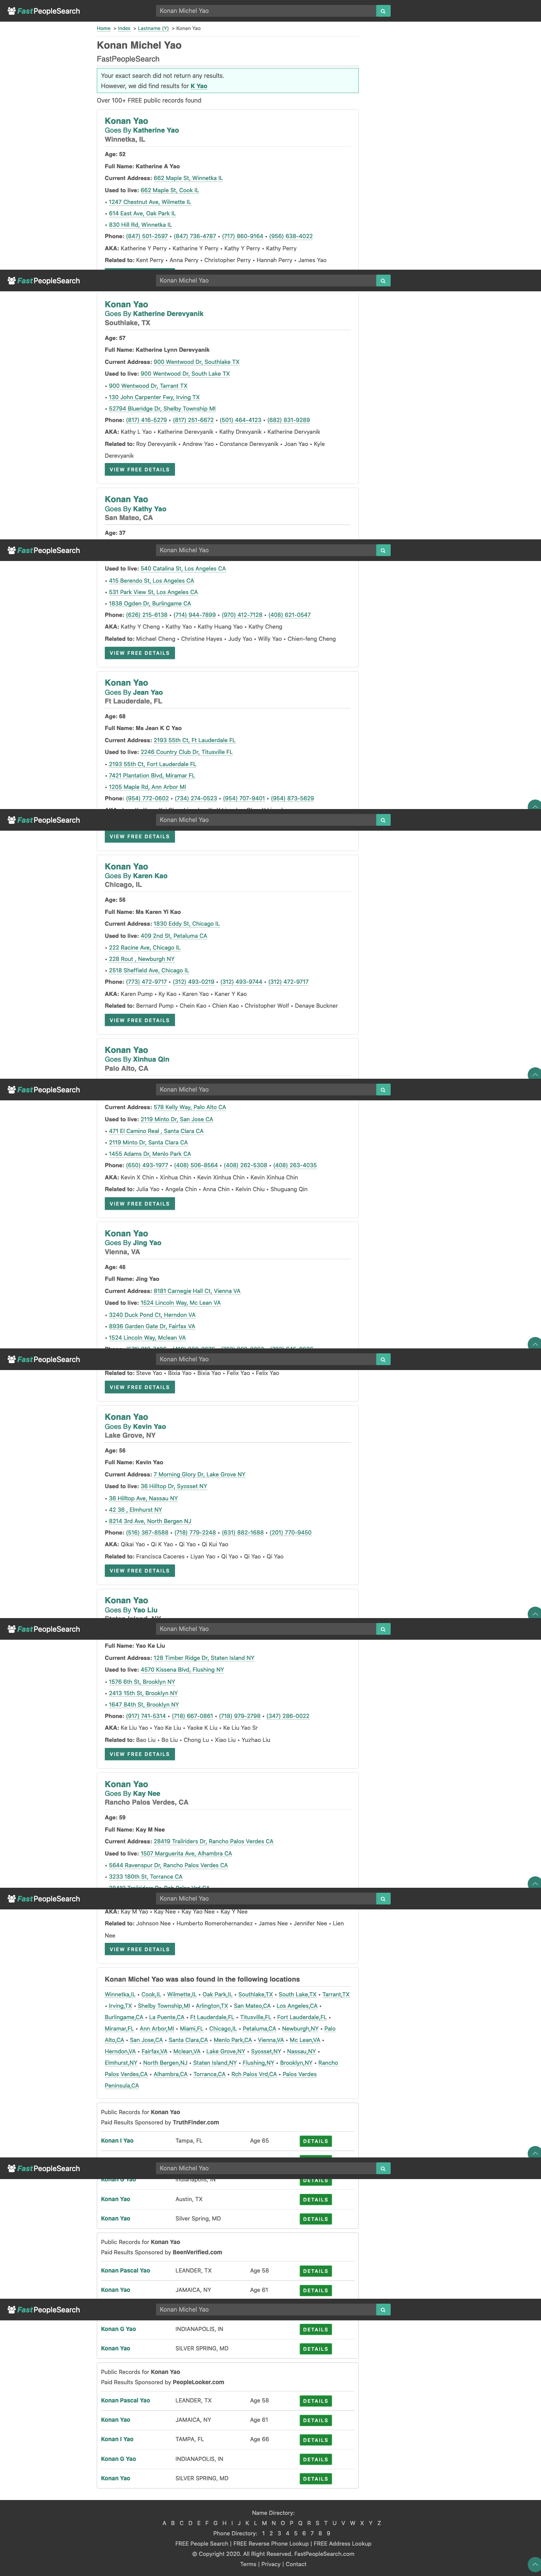 FastPeopleSearch
Konan Michel Yao
Home > Index > Lastname (Y) > Konan Yao
Konan Michel Yao
FastPeopleSearch
Your exact search did not return any results.
However, we did find results for K Yao
Over 100+ FREE public records found
Konan Yao
Goes By Katherine Yao
Winnetka, IL
Age: 52
Full Name: Katherine A Yao
Current Address: 662 Maple St, Winnetka IL
Used to live: 662 Maple St, Cook IL
• 1247 Chestnut Ave, Wilmette IL
• 614 East Ave, Oak Park IL
• 830 Hill Rd, Winnetka IL
Phone: (847) 501-2597 • (847) 736-4787 • (717) 860-9164 • (956) 638-4022
AKA: Katherine Y Perry • Katharine Y Perry • Kathy Y Perry • Kathy Perry
Related to: Kent Perry • Anna Perry • Christopher Perry • Hannah Perry • James Yao
FastPeopleSearch
Konan Michel Yao
Konan Yao
Goes By Katherine Derevyanik
Southlake, TX
Age: 57
Full Name: Katherine Lynn Derevyanik
Current Address: 900 Wentwood Dr, Southlake TX
Used to live: 900 Wentwood Dr, South Lake TX
• 900 Wentwood Dr, Tarrant TX
• 130 John Carpenter Fwy, Irving TX
• 52794 Blueridge Dr, Shelby Township MI
Phone: (817) 416-5279 • (817) 251-6672 • (501) 464-4123 • (682) 831-9289
AKA: Kathy L Yao • Katherine Derevyanik • Kathy Drevyanik • Katherine Dervyanik
Related to: Roy Derevyanik • Andrew Yao • Constance Derevyanik • Joan Yao • Kyle
Derevyanik
VIEW FREE DETAILS
Konan Yao
Goes By Kathy Yao
San Mateo, CA
Age: 37
FastPeopleSearch
Konan Michel Yao
Used to live: 540 Catalina St, Los Angeles CA
• 415 Berendo St, Los Angeles CA
• 531 Park View St, Los Angeles CA
• 1838 Ogden Dr, Burlingame CA
Phone: (626) 215-6138 • (714) 944-7899 • (970) 412-7128 • (408) 621-0547
AKA: Kathy Y Cheng • Kathy Yao • Kathy Huang Yao • Kathy Cheng
Related to: Michael Cheng • Christine Hayes • Judy Yao • Willy Yao • Chien-feng Cheng
VIEW FREE DETAILS
Konan Yao
Goes By Jean Yao
Ft Lauderdale, FL
Age: 68
Full Name: Ms Jean K C Yao
Current Address: 2193 55th Ct, Ft Lauderdale FL
Used to live: 2246 Country Club Dr, Titusville FL
• 2193 55th Ct, Fort Lauderdale FL
• 7421 Plantation Blvd, Miramar FL
• 1205 Maple Rd, Ann Arbor MI
Phone: (954) 772-0602 • (734) 274-0523 • (954) 707-9401 • (954) 873-5629
FastPeopleSearch
Konan Michel Yao
VIEW FREE DETAILS
Konan Yao
Goes By Karen Kao
Chicago, IL
Age: 56
Full Name: Ms Karen Yi Kao
Current Address: 1830 Eddy St, Chicago IL
Used to live: 409 2nd St, Petaluma CA
• 222 Racine Ave, Chicago IL
• 228 Rout , Newburgh NY
• 2518 Sheffield Ave, Chicago IL
Phone: (773) 472-9717 • (312) 493-0219 • (312) 493-9744 • (312) 472-9717
AKA: Karen Pump • Ky Kao • Karen Yao • Kaner Y Kao
Related to: Bernard Pump • Chein Kao • Chien Kao • Christopher Wolf • Denaye Buckner
VIEW FREE DETAILS
Konan Yao
Goes By Xinhua Qin
Palo Alto, CA
FastPeopleSearch
Konan Michel Yao
Current Address: 578 Kelly Way, Palo Alto CA
Used to live: 2119 Minto Dr, San Jose CA
• 471 El Camino Real , Santa Clara CA
• 2119 Minto Dr, Santa Clara CA
• 1455 Adams Dr, Menlo Park CA
Phone: (650) 493-1977 • (408) 506-8564 • (408) 262-5308 • (408) 263-4035
AKA: Kevin X Chin • Xinhua Chin • Kevin Xinhua Chin • Kevin Xinhua Chin
Related to: Julia Yao • Angela Chin • Anna Chin • Kelvin Chiu • Shuguang Qin
VIEW FREE DETAILS
Konan Yao
Goes By Jing Yao
Vienna, VA
Age: 48
Full Name: Jing Yao
Current Address: 8181 Carnegie Hall Ct, Vienna VA
Used to live: 1524 Lincoln Way, Mc Lean VA
• 3240 Duck Pond Ct, Herndon VA
• 8936 Garden Gate Dr, Fairfax VA
• 1524 Lincoln Way, Mclean VA
FastPeopleSearch
Konan Michel Yao
Related to: Steve Yao • Bixia Yao • Bixia Yao • Felix Yao • Felix Yao
VIEW FREE DETAILS
Konan Yao
Goes By Kevin Yao
Lake Grove, NY
Age: 56
Full Name: Kevin Yao
Current Address: 7 Morning Glory Dr, Lake Grove NY
Used to live: 36 Hilltop Dr, Syosset NY
• 36 Hilltop Ave, Nassau NY
• 42 36 , Elmhurst NY
• 8214 3rd Ave, North Bergen NJ
Phone: (516) 367-8588 • (718) 779-2248 • (631) 882-1688 • (201) 770-9450
AKA: Qikai Yao • Qi K Yao • Qi Yao • Qi Kui Yao
Related to: Francisca Caceres • Liyan Yao • Qi Yao • Qi Yao • Qi Yao
VIEW FREE DETAILS
Konan Yao
Goes By Yao Liu
FastPeopleSearch
Konan Michel Yao
Full Name: Yao Ke Liu
Current Address: 128 Timber Ridge Dr, Staten Island NY
Used to live: 4570 Kissena Blvd, Flushing NY
• 1576 6th St, Brooklyn NY
• 2413 15th St, Brooklyn NY
• 1647 84th St, Brooklyn NY
Phone: (917) 741-5314 • (718) 667-0861 • (718) 979-2798 • (347) 286-0022
AKA: Ke Liu Yao • Yao Ke Liu • Yaoke K Liu • Ke Liu Yao Sr
Related to: Bao Liu • Bo Liu • Chong Lu • Xiao Liu • Yuzhao Liu
VIEW FREE DETAILS
Konan Yao
Goes By Kay Nee
Rancho Palos Verdes, CA
Age: 59
Full Name: Kay M Nee
Current Address: 28419 Trailriders Dr, Rancho Palos Verdes CA
Used to live: 1507 Marguerita Ave, Alhambra CA
• 5644 Ravenspur Dr, Rancho Palos Verdes CA
• 3233 180th St, Torrance CA
FastPeopleSearch
Konan Michel Yao
AKA: Kay M Yao • Kay Nee • Kay Yao Nee • Kay Y Nee
Related to: Johnson Nee • Humberto Romerohernandez • James Nee • Jennifer Nee • Lien
Nee
VIEW FREE DETAILS
Konan Michel Yao was also found in the following locations
Winnetka,IL • Cook,IL • Wilmette,IL • Oak Park,IL • Southlake,TX • South Lake,TX • Tarrant,TX
• Irving,TX • Shelby Township,MI • Arlington,TX • San Mateo,CA • Los Angeles,CA •
Burlingame,CA • La Puente,CA • Ft Lauderdale,FL • Titusville,FL • Fort Lauderdale,FL •
Miramar,FL • Ann Arbor,MI • Miami,FL • Chicago,IL • Petaluma,CA • Newburgh,NY • Palo
Alto,CA • San Jose,CA • Santa Clara,CA • Menlo Park,CA • Vienna,VA • Mc Lean,VA •
Herndon,VA • Fairfax,VA • Mclean,VA • Lake Grove,NY • Syosset,NY • Nassau,NY •
Elmhurst,NY • North Bergen,NJ • Staten Island,NY • Flushing,NY • Brooklyn,NY • Rancho
Palos Verdes,CA • Alhambra,CA • Torrance,CA • Rch Palos Vrd,CA • Palos Verdes
Peninsula,CA
Public Records for Konan Yao
Paid Results Sponsored by TruthFinder.com
Konan I Yao Tampa, FL Age 65 DETAILS
FastPeopleSearch
Konan Michel Yao
Konan G Yao Indianapolis, IN DETAILS
Konan Yao Austin, TX DETAILS
Konan Yao Silver Spring, MD DETAILS
Public Records for Konan Yao
Paid Results Sponsored by BeenVerified.com
Konan Pascal Yao LEANDER, TX Age 58 DETAILS
Konan Yao JAMAICA, NY Age 61 DETAILS
FastPeopleSearch
Konan Michel Yao
Konan G Yao INDIANAPOLIS, IN DETAILS
Konan Yao SILVER SPRING, MD DETAILS
Public Records for Konan Yao
Paid Results Sponsored by PeopleLooker.com
Konan Pascal Yao LEANDER, TX Age 58 DETAILS
Konan Yao JAMAICA, NY Age 61 DETAILS
Konan I Yao TAMPA, FL Age 66 DETAILS
Konan G Yao INDIANAPOLIS, IN DETAILS
Konan Yao SILVER SPRING, MD DETAILS
Name Directory:
A B C D E F G H I J K L M N O P Q R S T U V W X Y Z
Phone Directory: 1 2 3 4 5 6 7 8 9
FREE People Search | FREE Reverse Phone Lookup | FREE Address Lookup
© Copyright 2020. All Right Reserved. FastPeopleSearch.com
Terms | Privacy | Contact